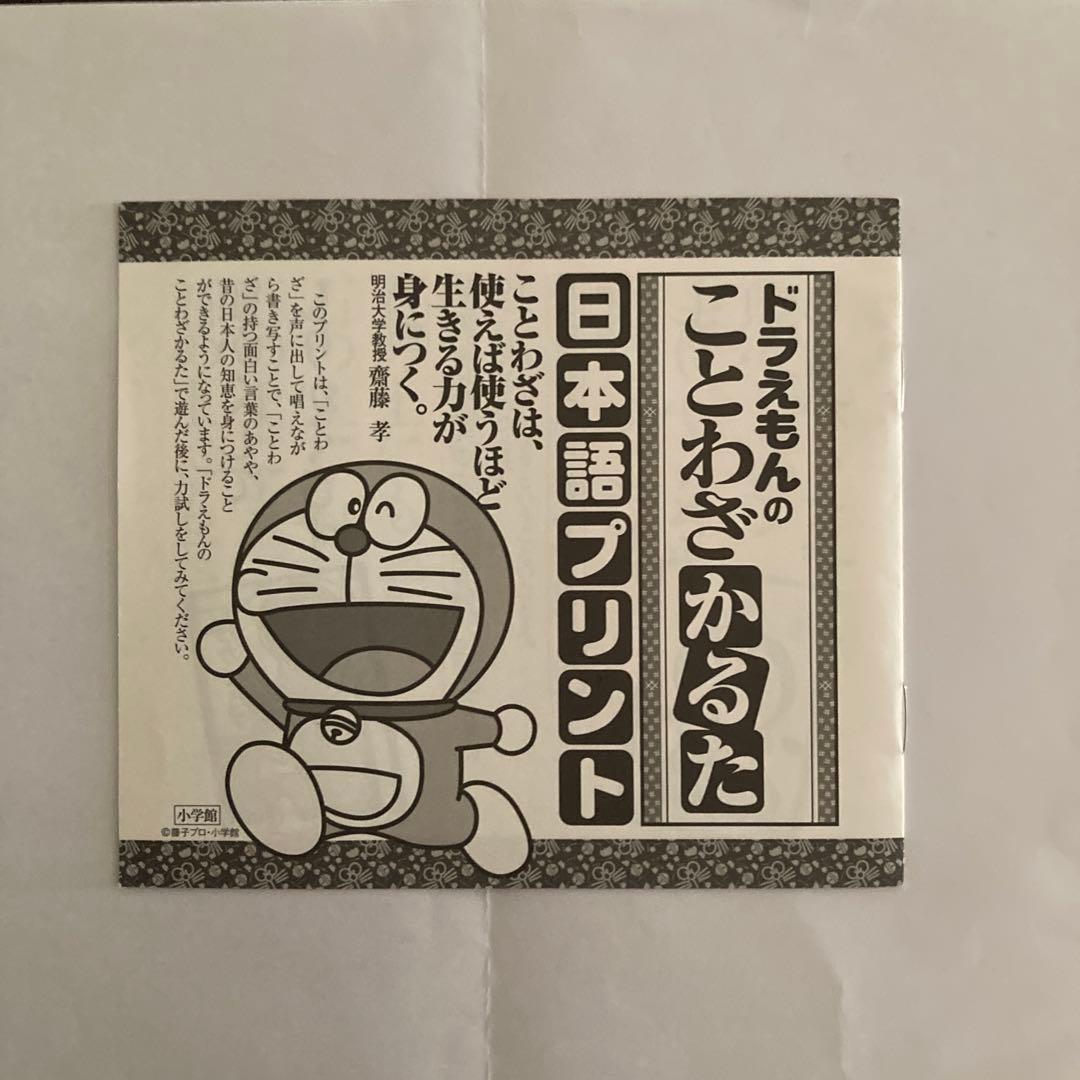 ドラえもんの
ことわざかるた
日本語プリント
ことわざは、
使えば使うほど
生きる力が
身につく。
明治大学教授 齋藤 孝
このプリントは、「ことわ
ざ」を声に出して唱えなが
ら書き写すことで、「ことわ
ざ」の持つ面白い言葉のあやや、
昔の日本人の知恵を身につけること
ができるようになっています。「ドラえもんの
ことわざかるた」で遊んだ後に、力試しをしてみてください。
小学館
©藤子プロ・小学館